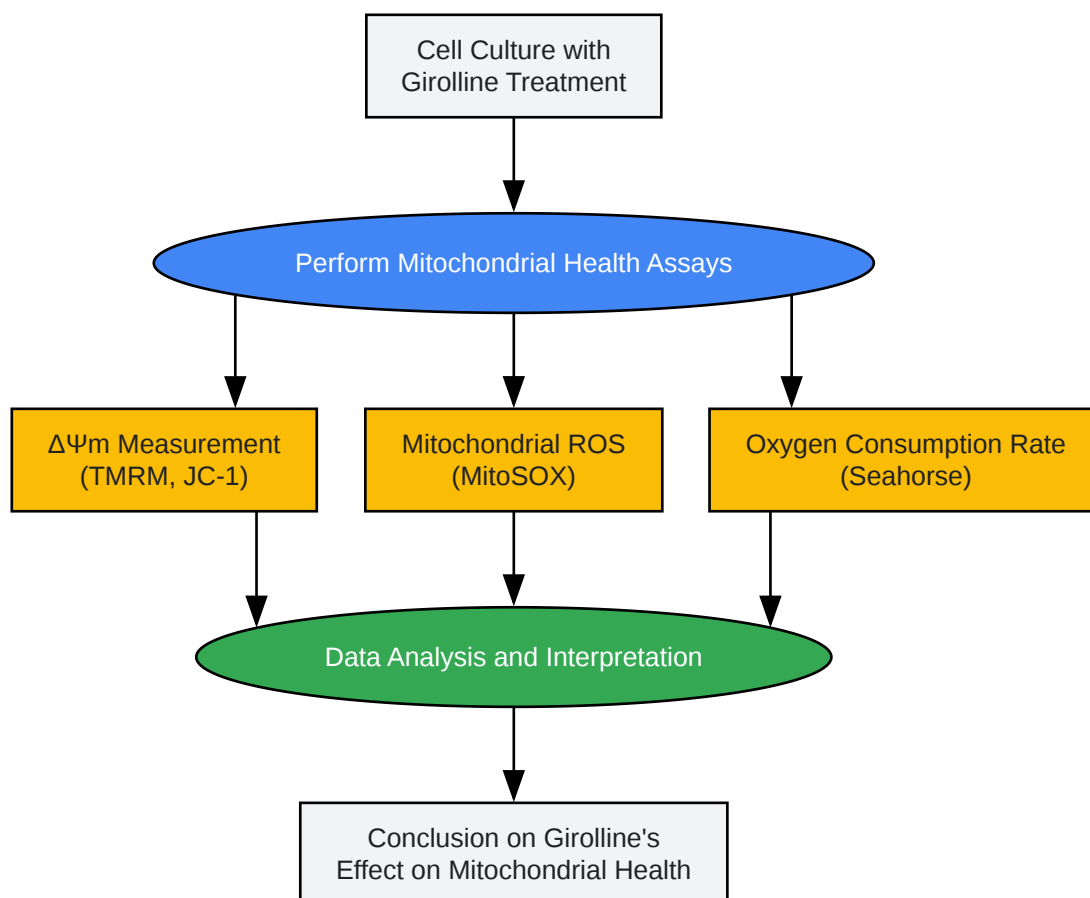 Cell Culture with
Girolline Treatment
Perform Mitochondrial Health Assays
ΔΨm Measurement
(TMRM, JC-1)
Mitochondrial ROS
(MitoSOX)
Oxygen Consumption Rate
(Seahorse)
Data Analysis and Interpretation
Conclusion on Girolline's
Effect on Mitochondrial Health